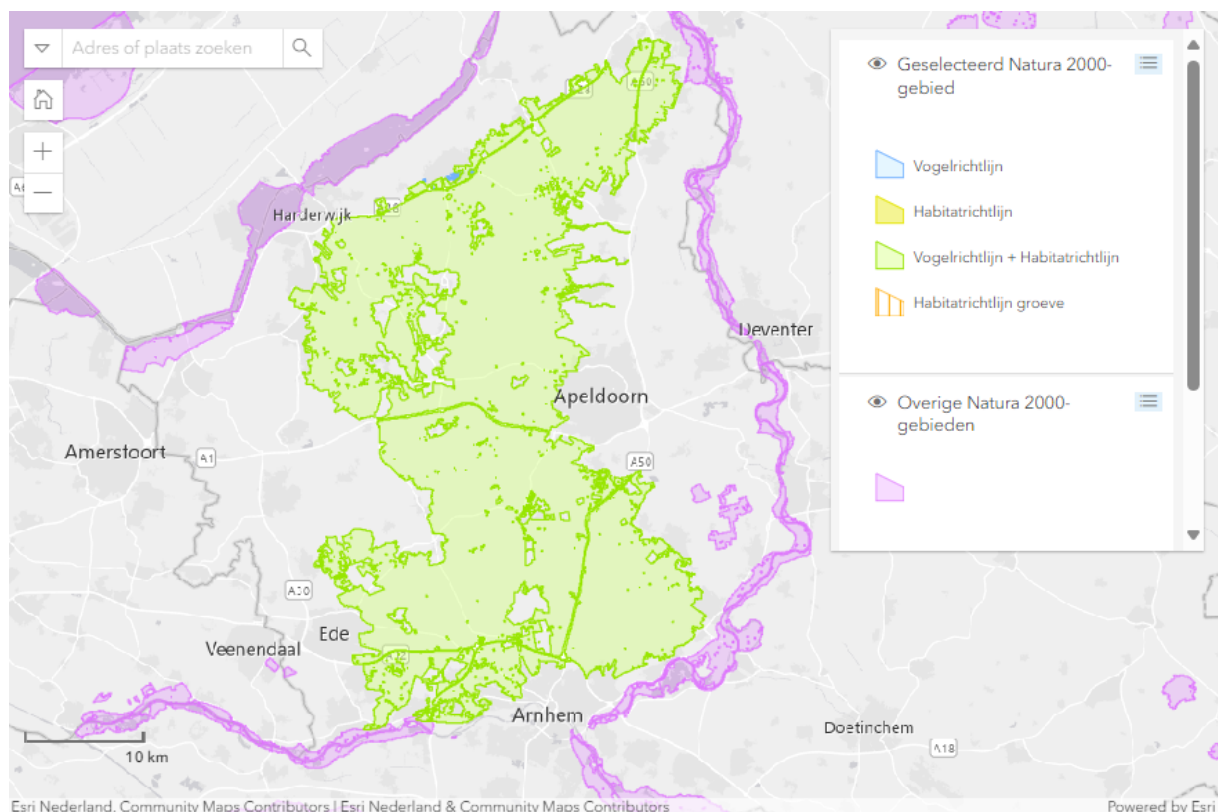 Adres of plaats zoeken
Geselecteerd Natura 2000-
gebied
Vogelrichtlijn
Habitatrichtlijn
Vogelrichtlijn + Habitatrichtlijn
Habitatrichtlijn groeve
Overige Natura 2000-
gebieden
Harderwijk
Deventer
Apeldoorn
Amersfoort
A1
A50
A30
Ede
Veenendaal
Arnhem
Doetinchem
A18
10 km
Esri Nederland, Community Maps Contributors | Esri Nederland & Community Maps Contributors
Powered by Esri